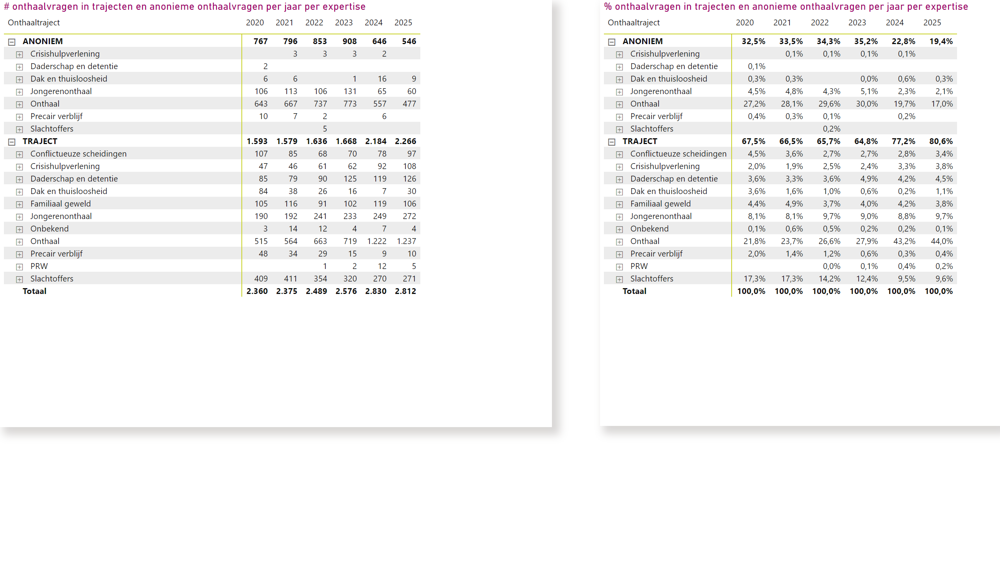 # onthaalvragen in trajecten en anonieme onthaalvragen per jaar per expertise
Onthaaltraject 2020 2021 2022 2023 2024 2025
ANONIEM 767 796 853 908 646 546
Crisishulpverlening 3 3 3 2
Daderschap en detentie 2
Dak en thuisloosheid 6 6 1 16 9
Jongerenonthaal 106 113 106 131 65 60
Onthaal 643 667 737 773 557 477
Precair verblijf 10 7 2 6
Slachtoffers 5
TRAJECT 1.593 1.579 1.636 1.668 2.184 2.266
Conflictueuze scheidingen 107 85 68 70 78 97
Crisishulpverlening 47 46 61 62 92 108
Daderschap en detentie 85 79 90 125 119 126
Dak en thuisloosheid 84 38 26 16 7 30
Familiaal geweld 105 116 91 102 119 106
Jongerenonthaal 190 192 241 233 249 272
Onbekend 3 14 12 4 7 4
Onthaal 515 564 663 719 1.222 1.237
Precair verblijf 48 34 29 15 9 10
PRW 1 2 12 5
Slachtoffers 409 411 354 320 270 271
Totaal 2.360 2.375 2.489 2.576 2.830 2.812
% onthaalvragen in trajecten en anonieme onthaalvragen per jaar per expertise
Onthaaltraject 2020 2021 2022 2023 2024 2025
ANONIEM 32,5% 33,5% 34,3% 35,2% 22,8% 19,4%
Crisishulpverlening 0,1% 0,1% 0,1% 0,1%
Daderschap en detentie 0,1%
Dak en thuisloosheid 0,3% 0,3% 0,0% 0,6% 0,3%
Jongerenonthaal 4,5% 4,8% 4,3% 5,1% 2,3% 2,1%
Onthaal 27,2% 28,1% 29,6% 30,0% 19,7% 17,0%
Precair verblijf 0,4% 0,3% 0,1% 0,2%
Slachtoffers 0,2%
TRAJECT 67,5% 66,5% 65,7% 64,8% 77,2% 80,6%
Conflictueuze scheidingen 4,5% 3,6% 2,7% 2,7% 2,8% 3,4%
Crisishulpverlening 2,0% 1,9% 2,5% 2,4% 3,3% 3,8%
Daderschap en detentie 3,6% 3,3% 3,6% 4,9% 4,2% 4,5%
Dak en thuisloosheid 3,6% 1,6% 1,0% 0,6% 0,2% 1,1%
Familiaal geweld 4,4% 4,9% 3,7% 4,0% 4,2% 3,8%
Jongerenonthaal 8,1% 8,1% 9,7% 9,0% 8,8% 9,7%
Onbekend 0,1% 0,6% 0,5% 0,2% 0,2% 0,1%
Onthaal 21,8% 23,7% 26,6% 27,9% 43,2% 44,0%
Precair verblijf 2,0% 1,4% 1,2% 0,6% 0,3% 0,4%
PRW 0,0% 0,1% 0,4% 0,2%
Slachtoffers 17,3% 17,3% 14,2% 12,4% 9,5% 9,6%
Totaal 100,0% 100,0% 100,0% 100,0% 100,0% 100,0%